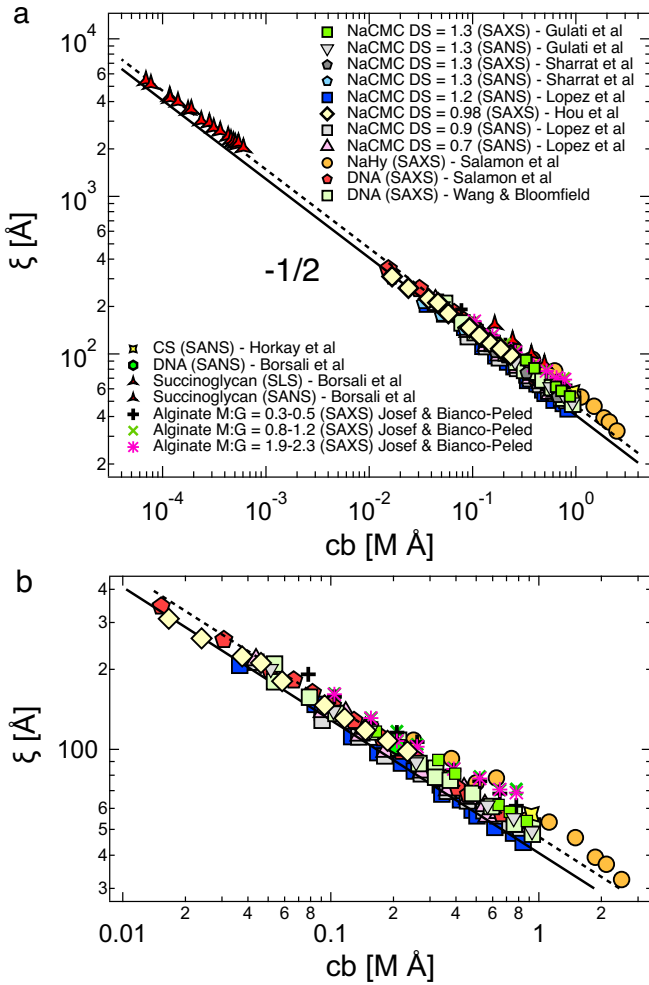 a
NaCMC DS = 1.3 (SAXS) - Gulati et al
NaCMC DS = 1.3 (SANS) - Gulati et al
NaCMC DS = 1.3 (SAXS) - Sharrat et al
NaCMC DS = 1.3 (SANS) - Sharrat et al
NaCMC DS = 1.2 (SANS) - Lopez et al
NaCMC DS = 0.98 (SAXS) - Hou et al
NaCMC DS = 0.9 (SANS) - Lopez et al
NaCMC DS = 0.7 (SANS) - Lopez et al
NaHy (SAXS) - Salamon et al
DNA (SAXS) - Salamon et al
DNA (SAXS) - Wang & Bloomfield
10⁴
4
2
10³
4
2
10²
4
2
ξ [Å]
-1/2
CS (SANS) - Horkay et al
DNA (SANS) - Borsali et al
Succinoglycan (SLS) - Borsali et al
Succinoglycan (SANS) - Borsali et al
Alginate M:G = 0.3-0.5 (SAXS) Josef & Bianco-Peled
Alginate M:G = 0.8-1.2 (SAXS) Josef & Bianco-Peled
Alginate M:G = 1.9-2.3 (SAXS) Josef & Bianco-Peled
10⁻⁴ 10⁻³ 10⁻² 10⁻¹ 10⁰
cb [M Å]
b
4
3
2
100
6
4
3
ξ [Å]
2 4 6 8 2 4 6 8 2
0.01 0.1 1
cb [M Å]